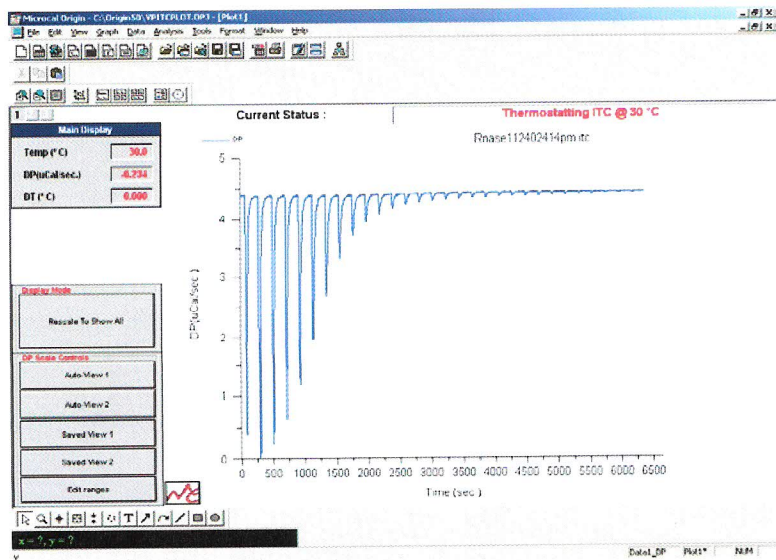 Microcal Origin - C:\Origin50\VPITCPLOT.OPJ - [Plot1]
File Edit View Graph Data Analysis Tools Format Window Help
1
Current Status :
Thermostatting ITC @ 30 °C
Main Display
Temp (° C) 30.0
DP(uCal/sec.) -0.234
DT (° C) 0.000
DP
Rnase112402414pm.itc
5
4
3
2
1
0
DP(uCal/sec.)
0 500 1000 1500 2000 2500 3000 3500 4000 4500 5000 5500 6000 6500
Time (sec.)
Display Mode
Rescale To Show All
DP Scale Controls
Auto View 1
Auto View 2
Saved View 1
Saved View 2
Edit ranges
T
x = ?, y = ?
Data1_DP Plot1* NUM